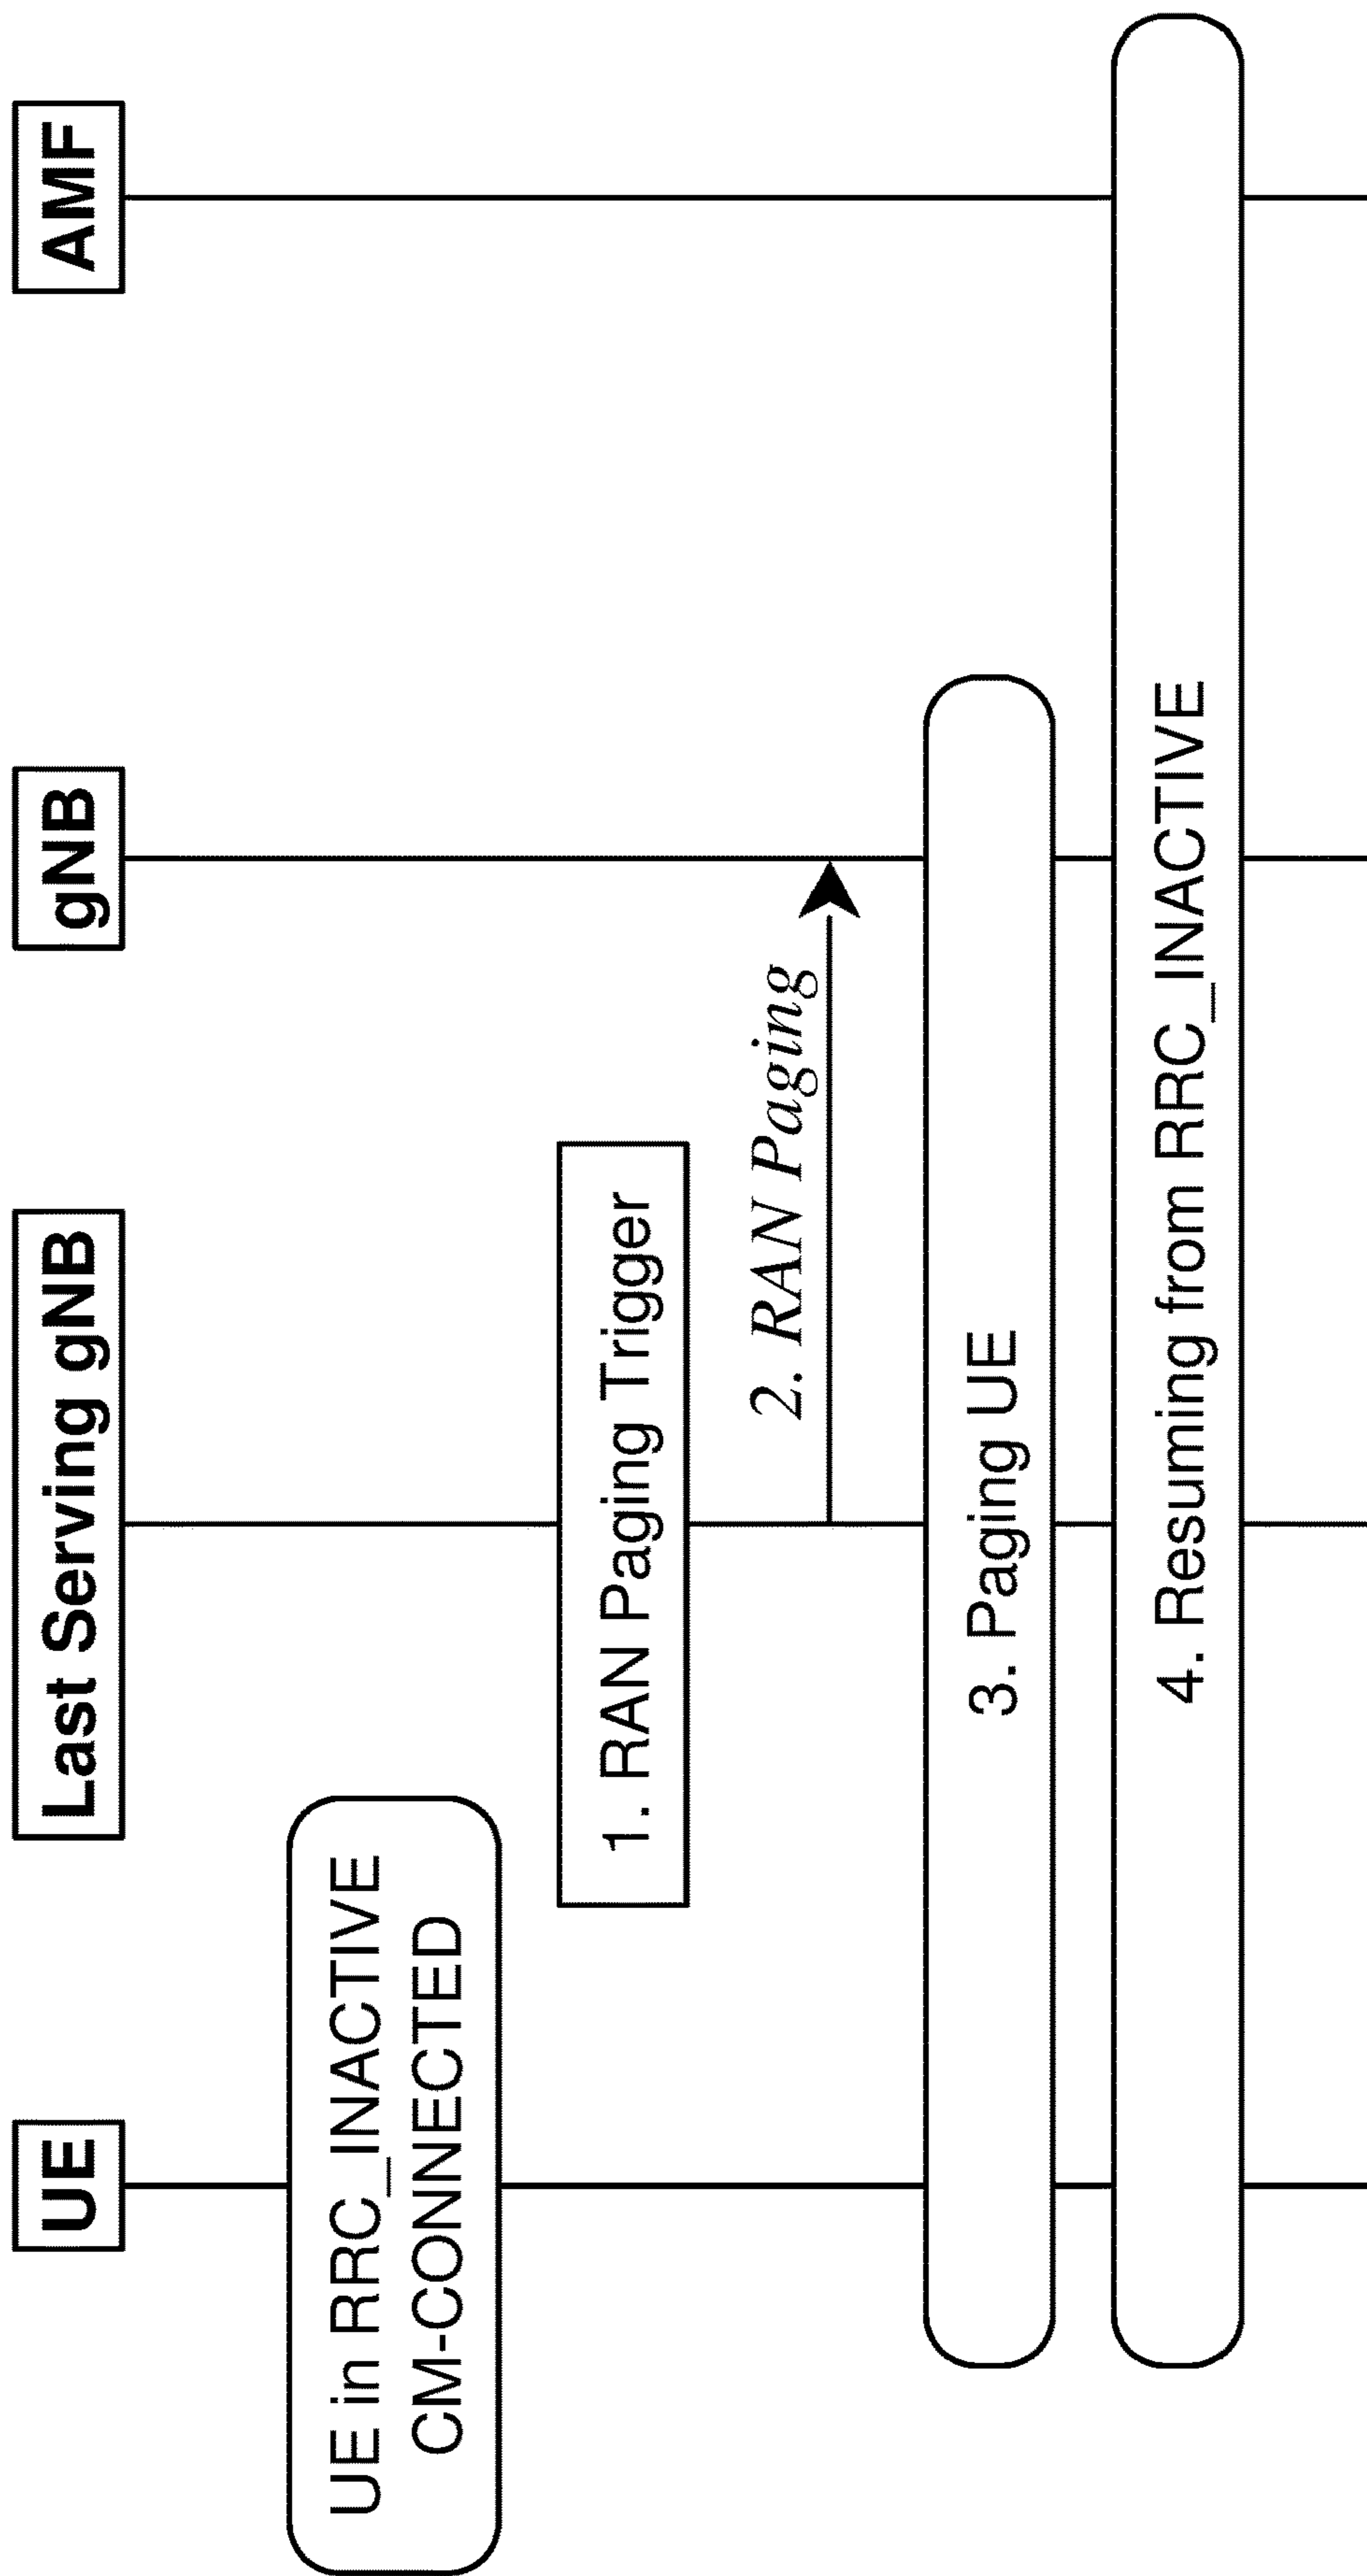 UE
Last Serving gNB
gNB
AMF
UE in RRC_INACTIVE
CM-CONNECTED
1. RAN Paging Trigger
2. RAN Paging
3. Paging UE
4. Resuming from RRC_INACTIVE